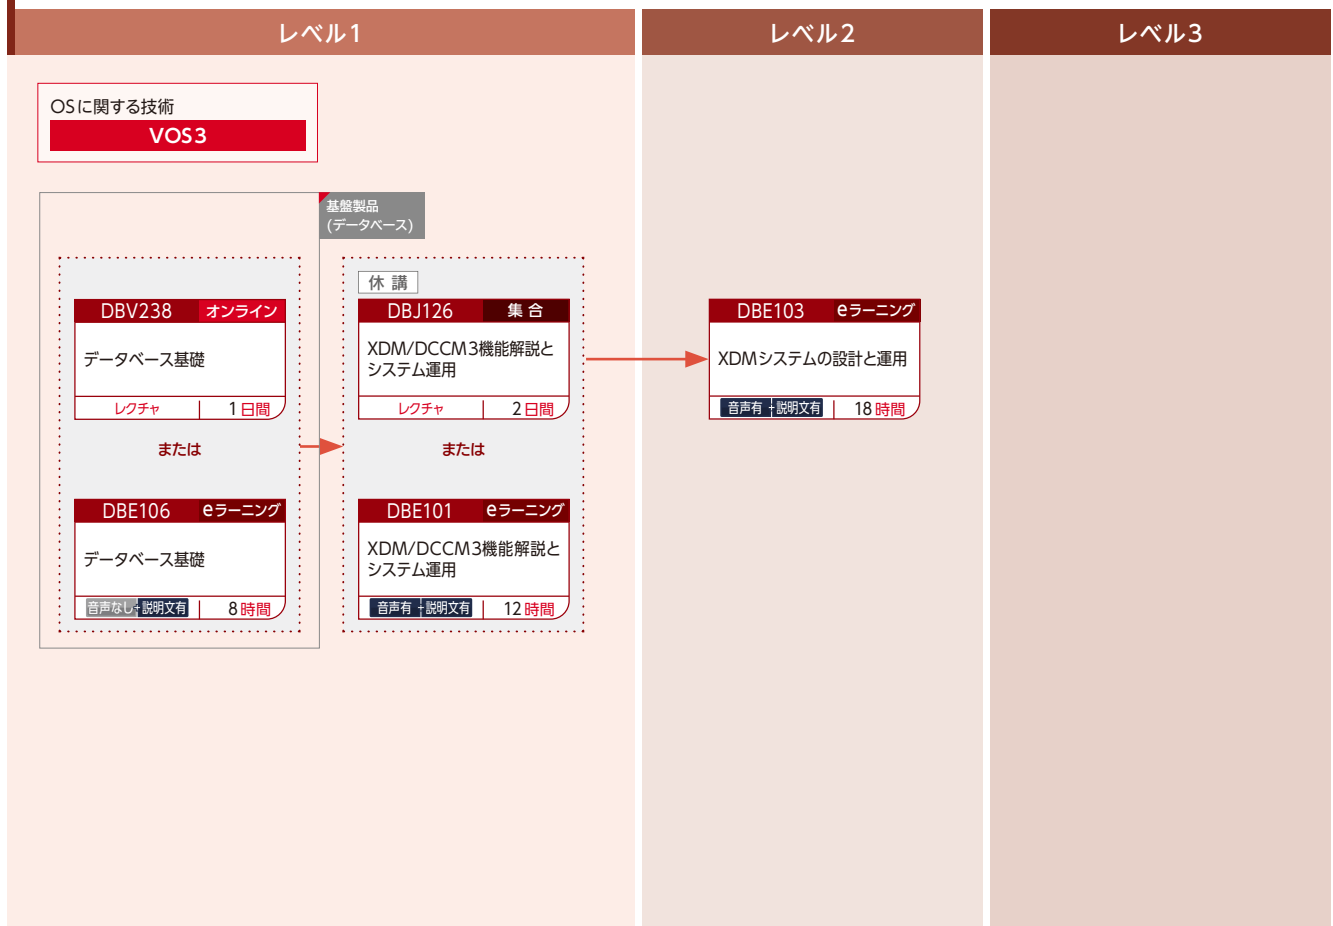 レベル1
レベル2
レベル3
OSに関する技術
VOS3
基盤製品
(データベース)
DBV238 オンライン
データベース基礎
レクチャ 1日間
または
DBE106 eラーニング
データベース基礎
音声なし+説明文有 8時間
休講
DBJ126 集合
XDM/DCCM3機能解説と
システム運用
レクチャ 2日間
または
DBE101 eラーニング
XDM/DCCM3機能解説と
システム運用
音声有+説明文有 12時間
DBE103 eラーニング
XDMシステムの設計と運用
音声有+説明文有 18時間